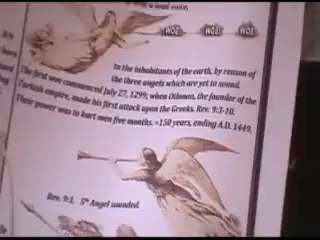 a loud voice,
WOE! WOE! WOE
to the inhabitants of the earth, by reason of
the three angels which are yet to sound.
The first woe commenced July 27, 1299; when Othman, the founder of the
Turkish empire, made his first attack upon the Greeks. Rev. 9:3-10.
Their power was to hurt men five months. =150 years, ending A.D. 1449.
Rev. 9:1. 5th Angel sounded.